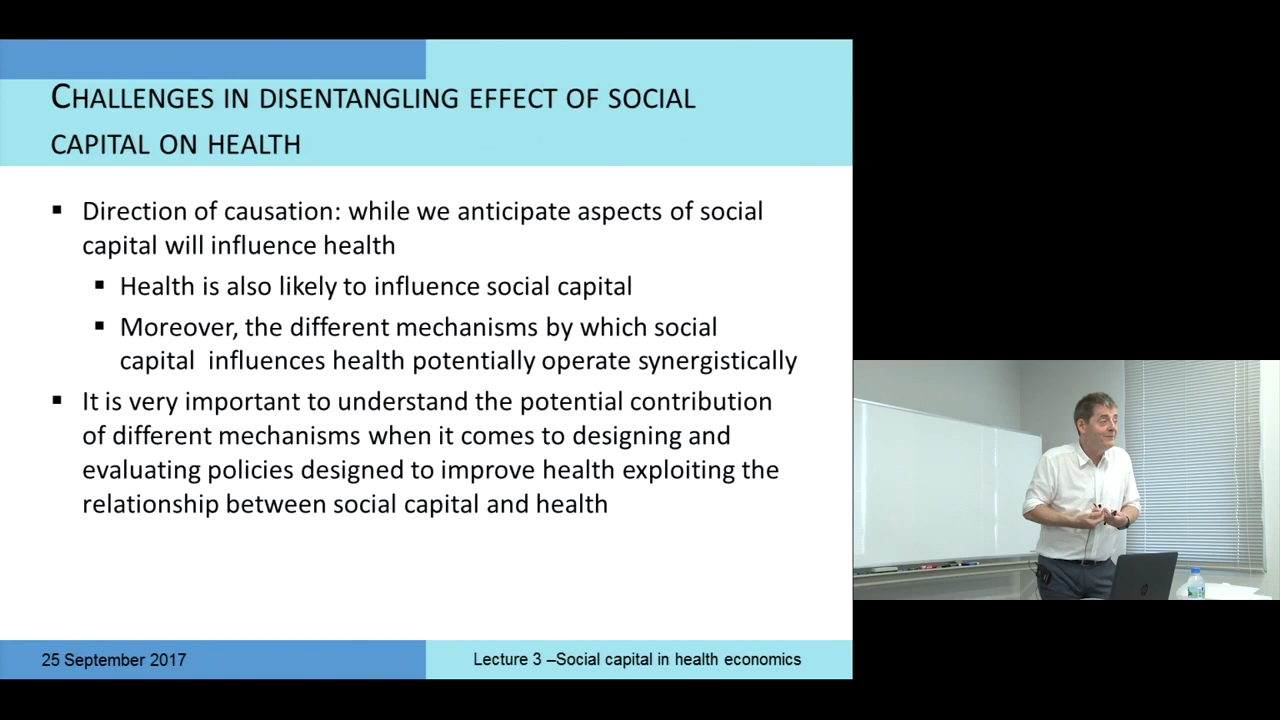 CHALLENGES IN DISENTANGLING EFFECT OF SOCIAL
CAPITAL ON HEALTH
▪ Direction of causation: while we anticipate aspects of social
capital will influence health
▪ Health is also likely to influence social capital
▪ Moreover, the different mechanisms by which social
capital  influences health potentially operate synergistically
▪ It is very important to understand the potential contribution
of different mechanisms when it comes to designing and
evaluating policies designed to improve health exploiting the
relationship between social capital and health
25 September 2017
Lecture 3 –Social capital in health economics